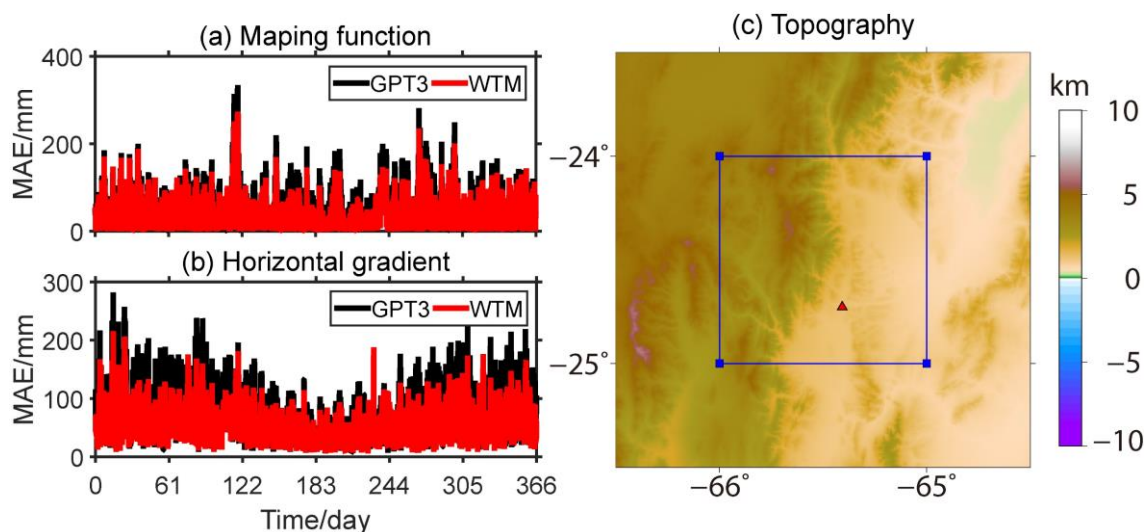 (a) Maping function
MAE/mm
400
200
0
GPT3 WTM
(b) Horizontal gradient
MAE/mm
300
200
100
0
GPT3 WTM
0 61 122 183 244 305 366
Time/day
(c) Topography
−24°
−25°
−66° −65°
km
10
5
0
−5
−10